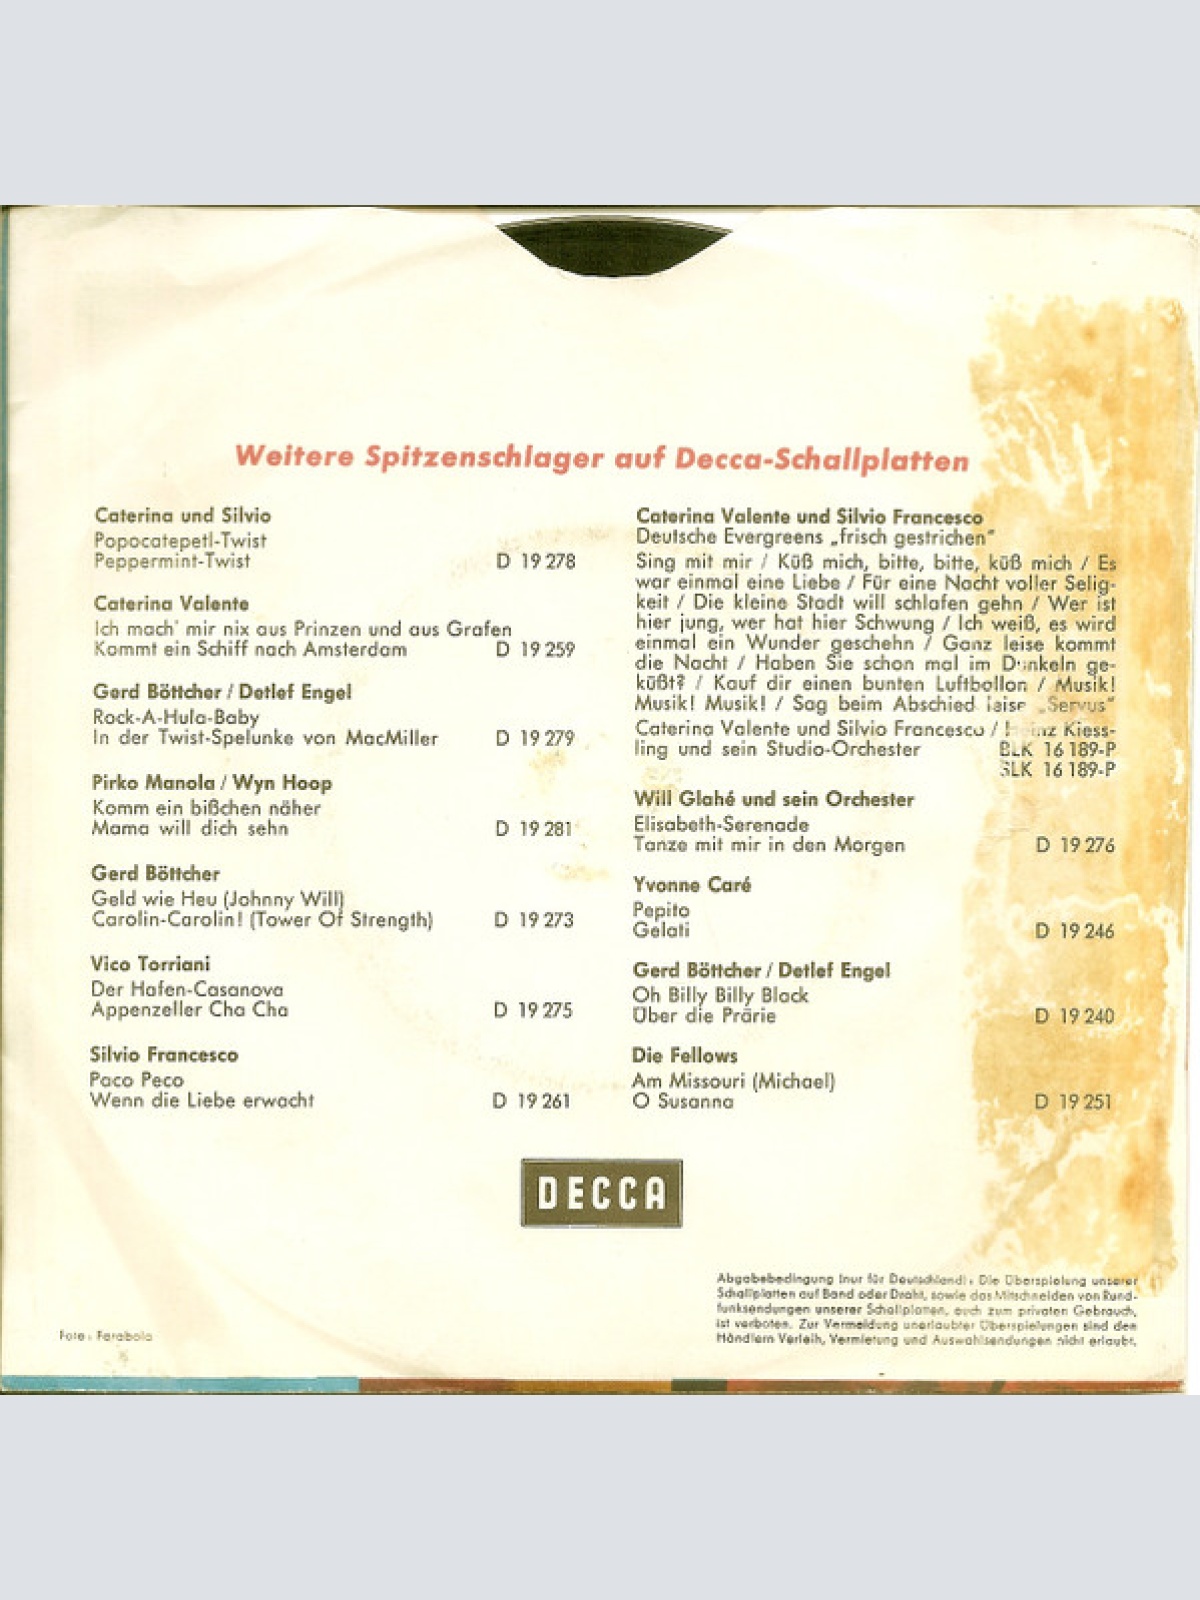 Weitere Spitzenschlager auf Decca-Schallplatten
Caterina und Silvio
Popocatepetl-Twist
Peppermint-Twist D 19 278
Caterina Valente
Ich mach' mir nix aus Prinzen und aus Grafen
Kommt ein Schiff nach Amsterdam D 19 259
Gerd Böttcher / Detlef Engel
Rock-A-Hula-Baby
In der Twist-Spelunke von MacMiller D 19 279
Pirko Manola / Wyn Hoop
Komm ein bißchen näher
Mama will dich sehn D 19 281
Gerd Böttcher
Geld wie Heu (Johnny Will)
Carolin-Carolin! (Tower Of Strength) D 19 273
Vico Torriani
Der Hafen-Casanova
Appenzeller Cha Cha D 19 275
Silvio Francesco
Paco Peco
Wenn die Liebe erwacht D 19 261
Caterina Valente und Silvio Francesco
Deutsche Evergreens „frisch gestrichen"
Sing mit mir / Küß mich, bitte, bitte, küß mich / Es
war einmal eine Liebe / Für eine Nacht voller Selig-
keit / Die kleine Stadt will schlafen gehn / Wer ist
hier jung, wer hat hier Schwung / Ich weiß, es wird
einmal ein Wunder geschehn / Ganz leise kommt
die Nacht / Haben Sie schon mal im Dunkeln ge-
küßt? / Kauf dir einen bunten Luftballon / Musik!
Musik! Musik! / Sag beim Abschied leise „Servus"
Caterina Valente und Silvio Francesco / Heinz Kiess-
ling und sein Studio-Orchester BLK 16 189-P
SLK 16 189-P
Will Glahé und sein Orchester
Elisabeth-Serenade
Tanze mit mir in den Morgen D 19 276
Yvonne Caré
Pepito
Gelati D 19 246
Gerd Böttcher / Detlef Engel
Oh Billy Billy Black
Über die Prärie D 19 240
Die Fellows
Am Missouri (Michael)
O Susanna D 19 251
DECCA
Abgabebedingung (nur für Deutschland): Die Überspielung unserer
Schallplatten auf Band oder Draht, sowie das Mitschneiden von Rund-
funksendungen unserer Schallplatten, auch zum privaten Gebrauch,
ist verboten. Zur Vermeidung unerlaubter Überspielungen sind den
Händlern Verleih, Vermietung und Auswahlsendungen nicht erlaubt.
Foto: Farabola